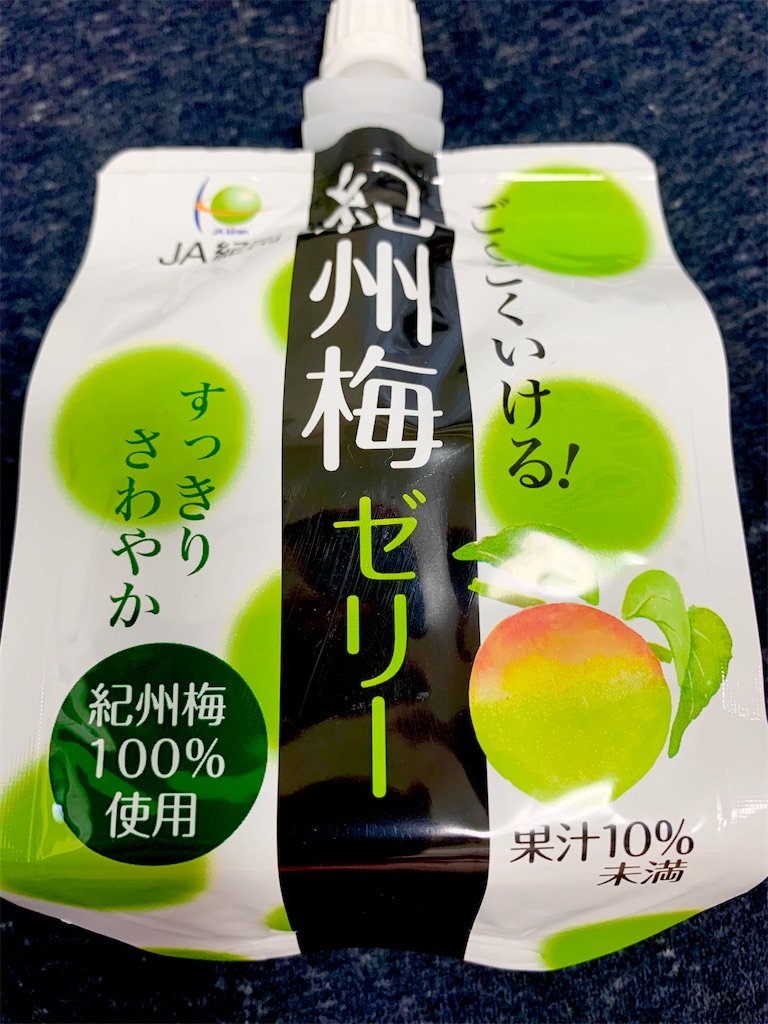 JA紀
紀州梅ゼリー
ごくごくいける!
すっきり
さわやか
紀州梅
100%
使用
果汁10%
未満